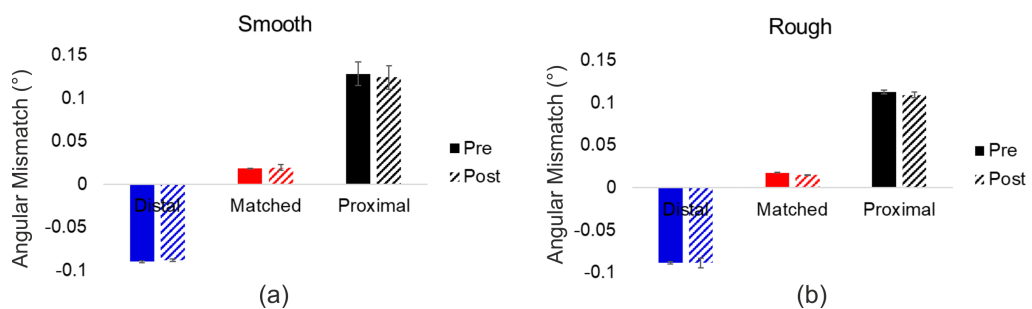 Smooth
0.15
0.1
0.05
0
-0.05
-0.1
Angular Mismatch (°)
Distal
Matched
Proximal
Pre
Post
(a)
Rough
0.15
0.1
0.05
0
-0.05
-0.1
Angular Mismatch (°)
Distal
Matched
Proximal
Pre
Post
(b)